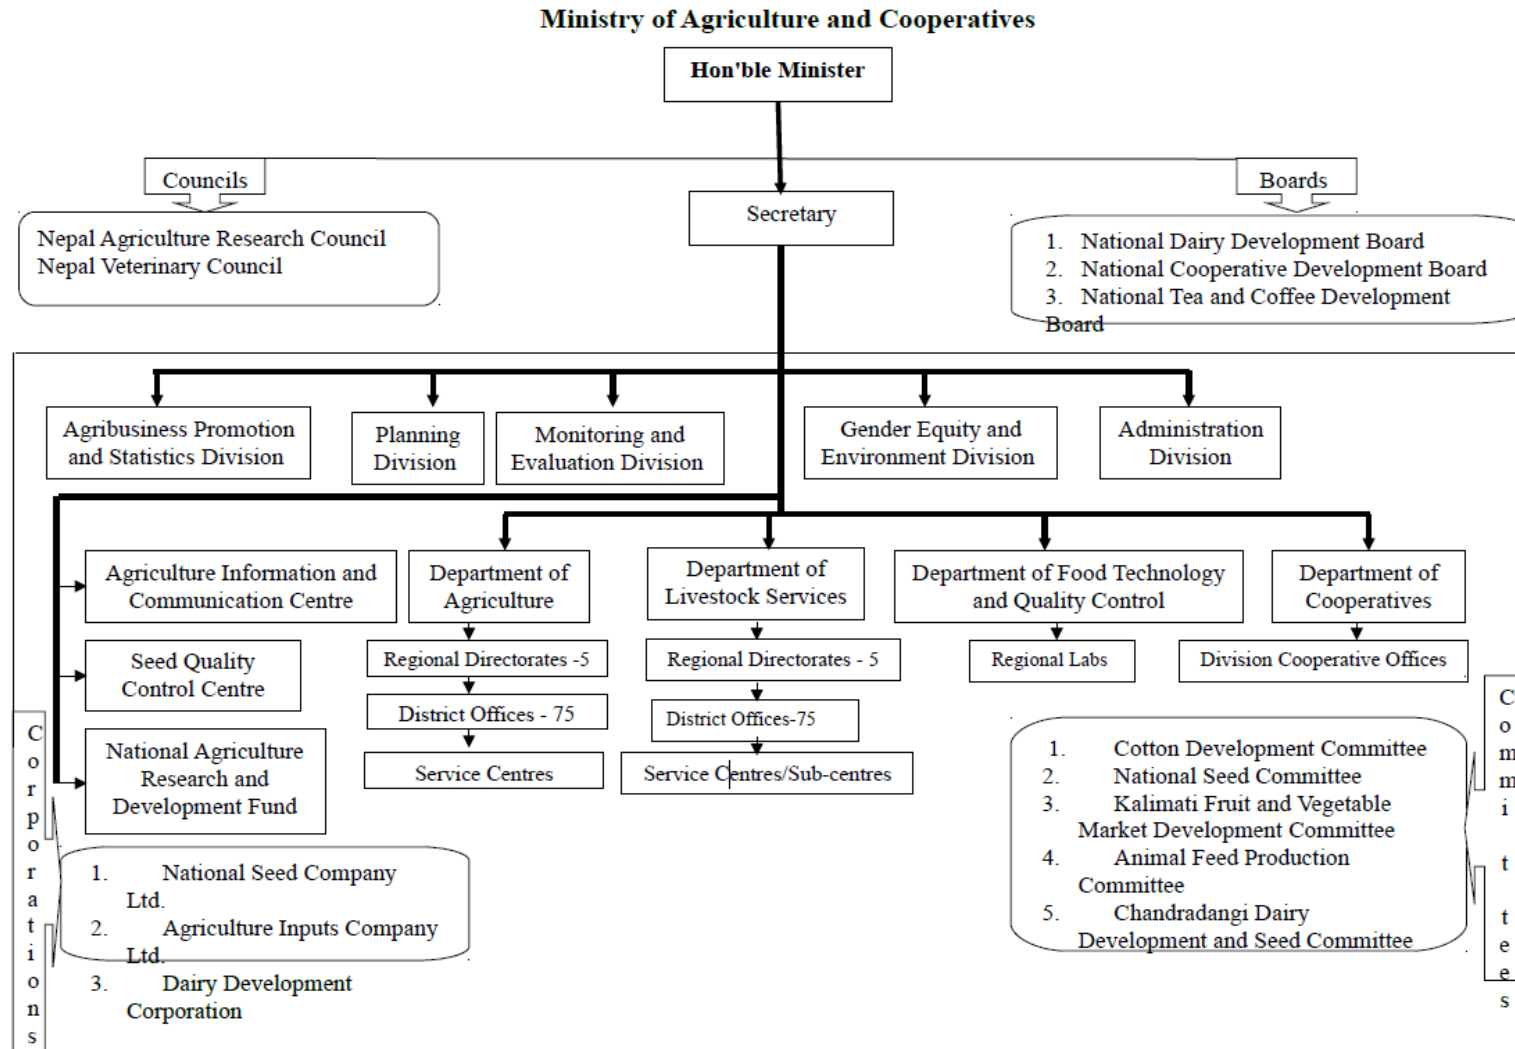 Ministry of Agriculture and Cooperatives
Hon'ble Minister
Councils
Boards
Secretary
Nepal Agriculture Research Council
Nepal Veterinary Council
1. National Dairy Development Board
2. National Cooperative Development Board
3. National Tea and Coffee Development
Board
Agribusiness Promotion
and Statistics Division
Planning
Division
Monitoring and
Evaluation Division
Gender Equity and
Environment Division
Administration
Division
Agriculture Information and
Communication Centre
Department of
Agriculture
Department of
Livestock Services
Department of Food Technology
and Quality Control
Department of
Cooperatives
Seed Quality
Control Centre
Regional Directorates -5
Regional Directorates - 5
Regional Labs
Division Cooperative Offices
District Offices - 75
District Offices-75
National Agriculture
Research and
Development Fund
Service Centres
Service Centres/Sub-centres
Corporations
1. National Seed Company
Ltd.
2. Agriculture Inputs Company
Ltd.
3. Dairy Development
Corporation
Committees
1. Cotton Development Committee
2. National Seed Committee
3. Kalimati Fruit and Vegetable
Market Development Committee
4. Animal Feed Production
Committee
5. Chandradangi Dairy
Development and Seed Committee